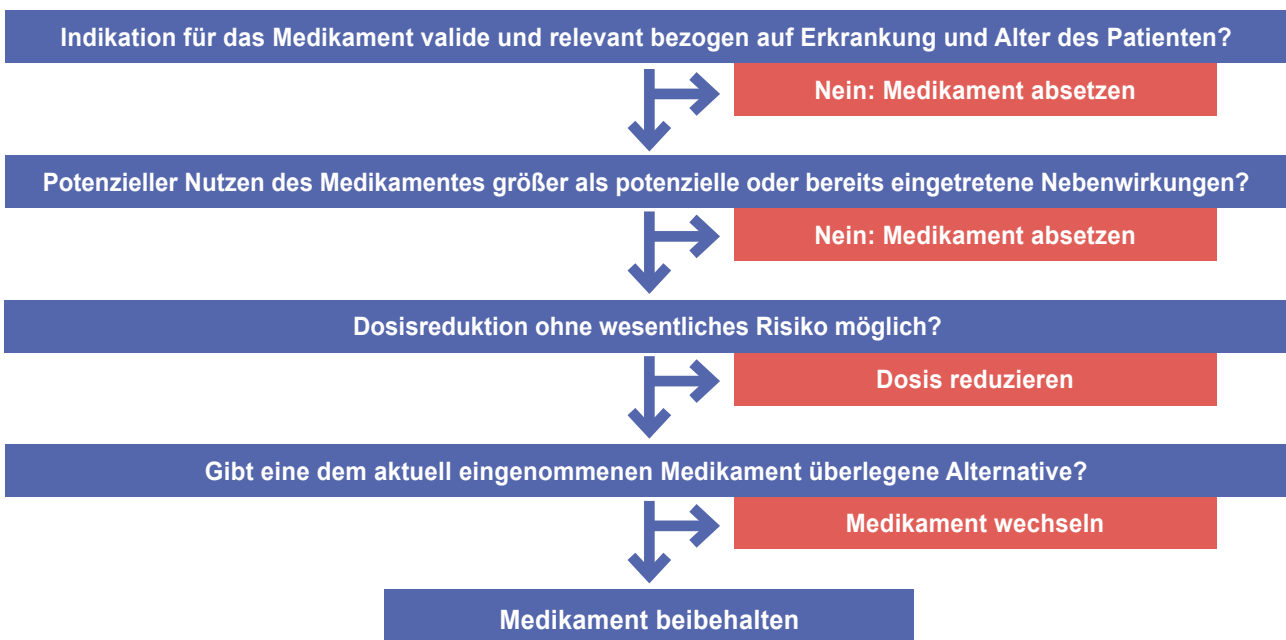 Indikation für das Medikament valide und relevant bezogen auf Erkrankung und Alter des Patienten?
Nein: Medikament absetzen
Potenzieller Nutzen des Medikamentes größer als potenzielle oder bereits eingetretene Nebenwirkungen?
Nein: Medikament absetzen
Dosisreduktion ohne wesentliches Risiko möglich?
Dosis reduzieren
Gibt eine dem aktuell eingenommenen Medikament überlegene Alternative?
Medikament wechseln
Medikament beibehalten